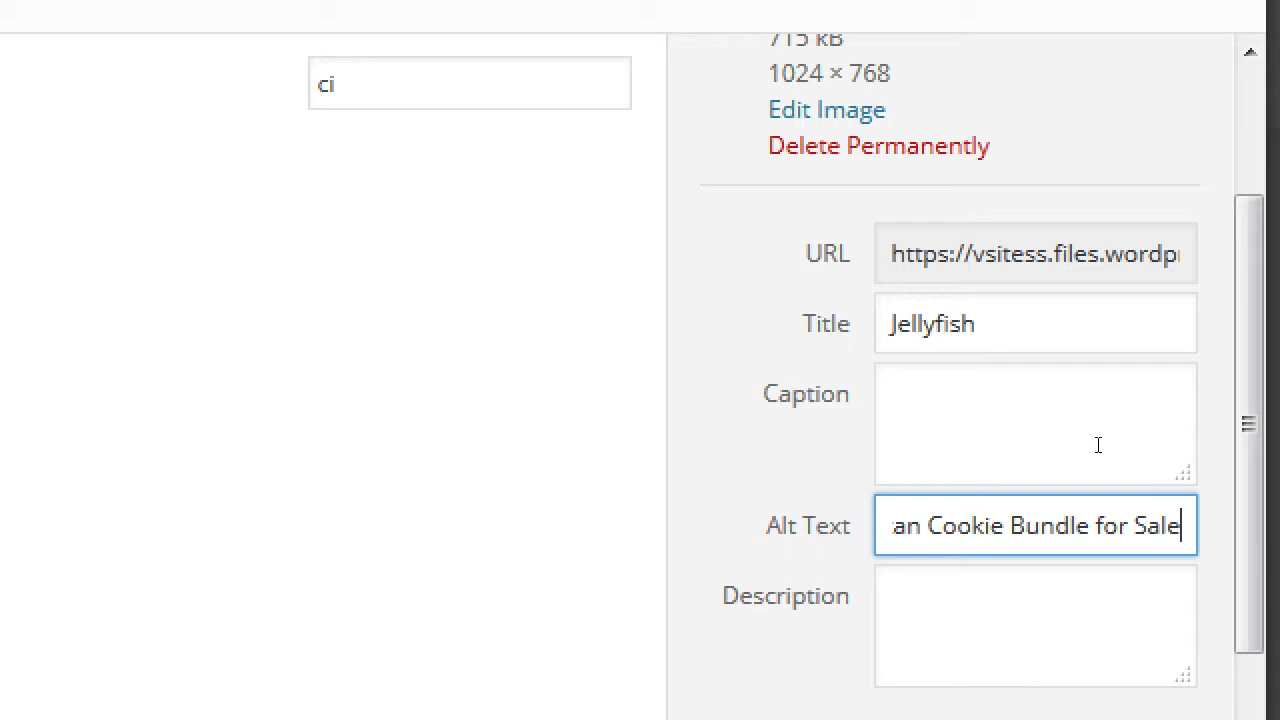 715 kB
ci
1024 × 768
Edit Image
Delete Permanently
URL https://vsitess.files.wordp
Title Jellyfish
Caption
Alt Text an Cookie Bundle for Sale
Description